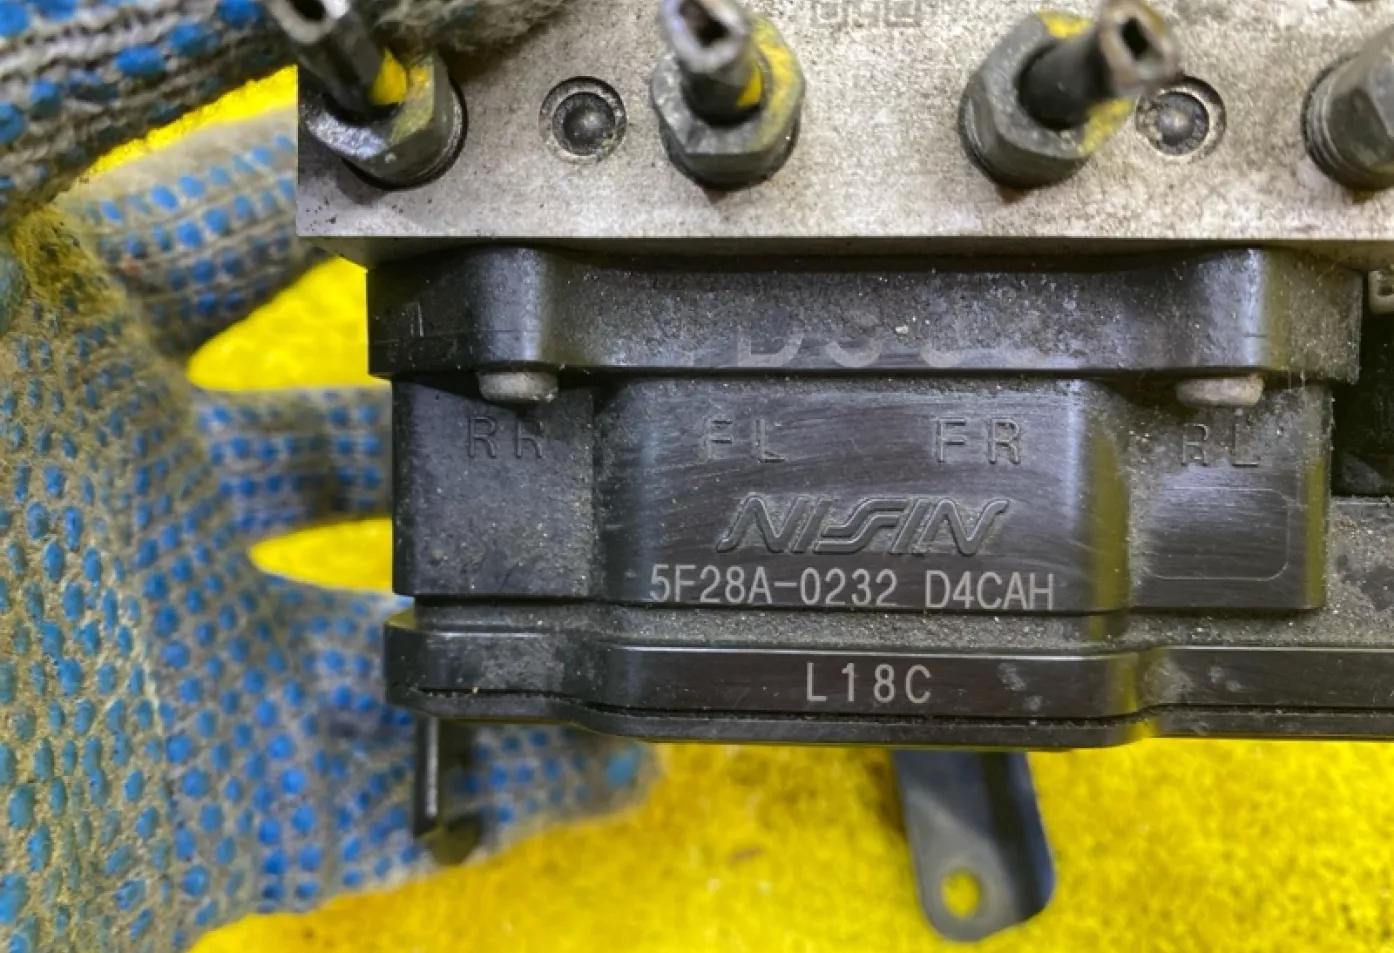 RR FL FR RL
NISSIN
5F28A-0232 D4CAH
L18C